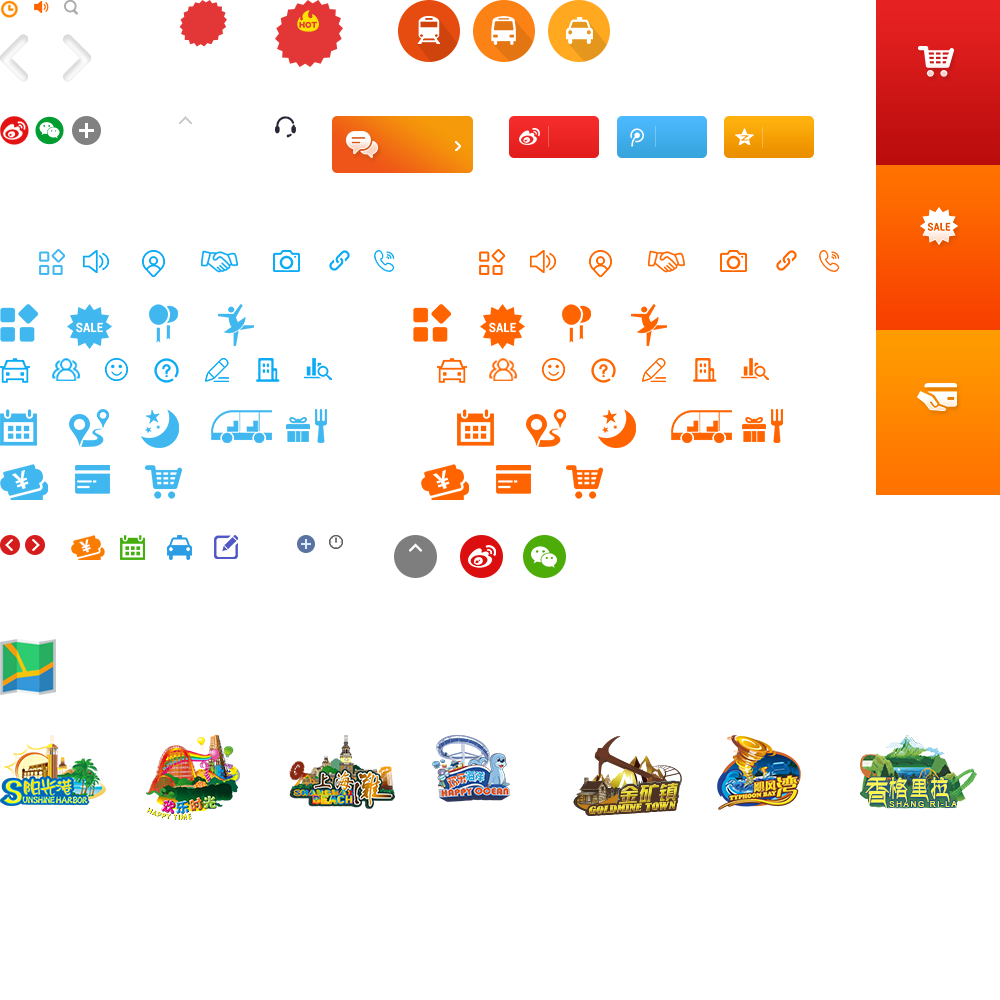 HOT
SALE
SALE
SALE
¥
¥
¥
阳光港
SUNSHINE HARBOR
欢乐时光
HAPPY TIME
上海滩
BEACH
欢乐海洋
HAPPY OCEAN
金矿镇
GOLDMINE TOWN
飓风湾
TYPHOON BAY
香格里拉
SHANG RI-LA